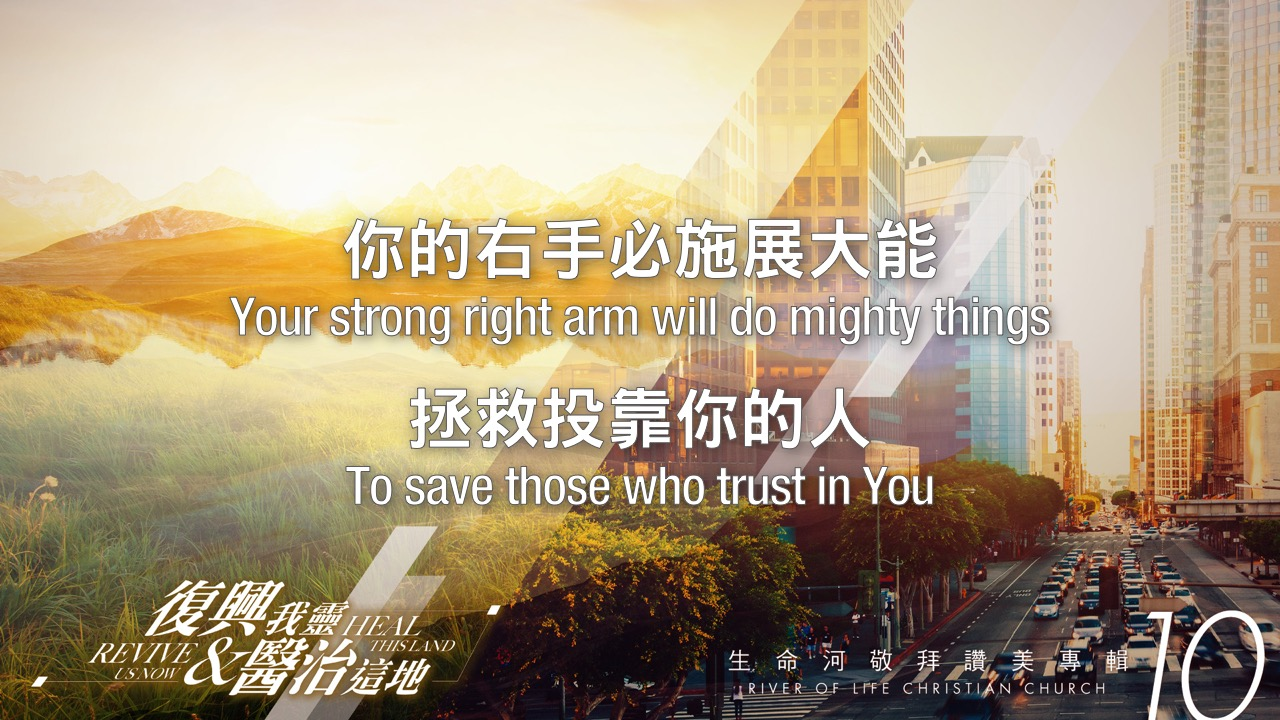 你的右手必施展大能
Your strong right arm will do mighty things
拯救投靠你的人
To save those who trust in You
復興我靈 HEAL
REVIVE & 醫治這地 THIS LAND
US NOW
生命河敬拜讚美專輯 10
RIVER OF LIFE CHRISTIAN CHURCH